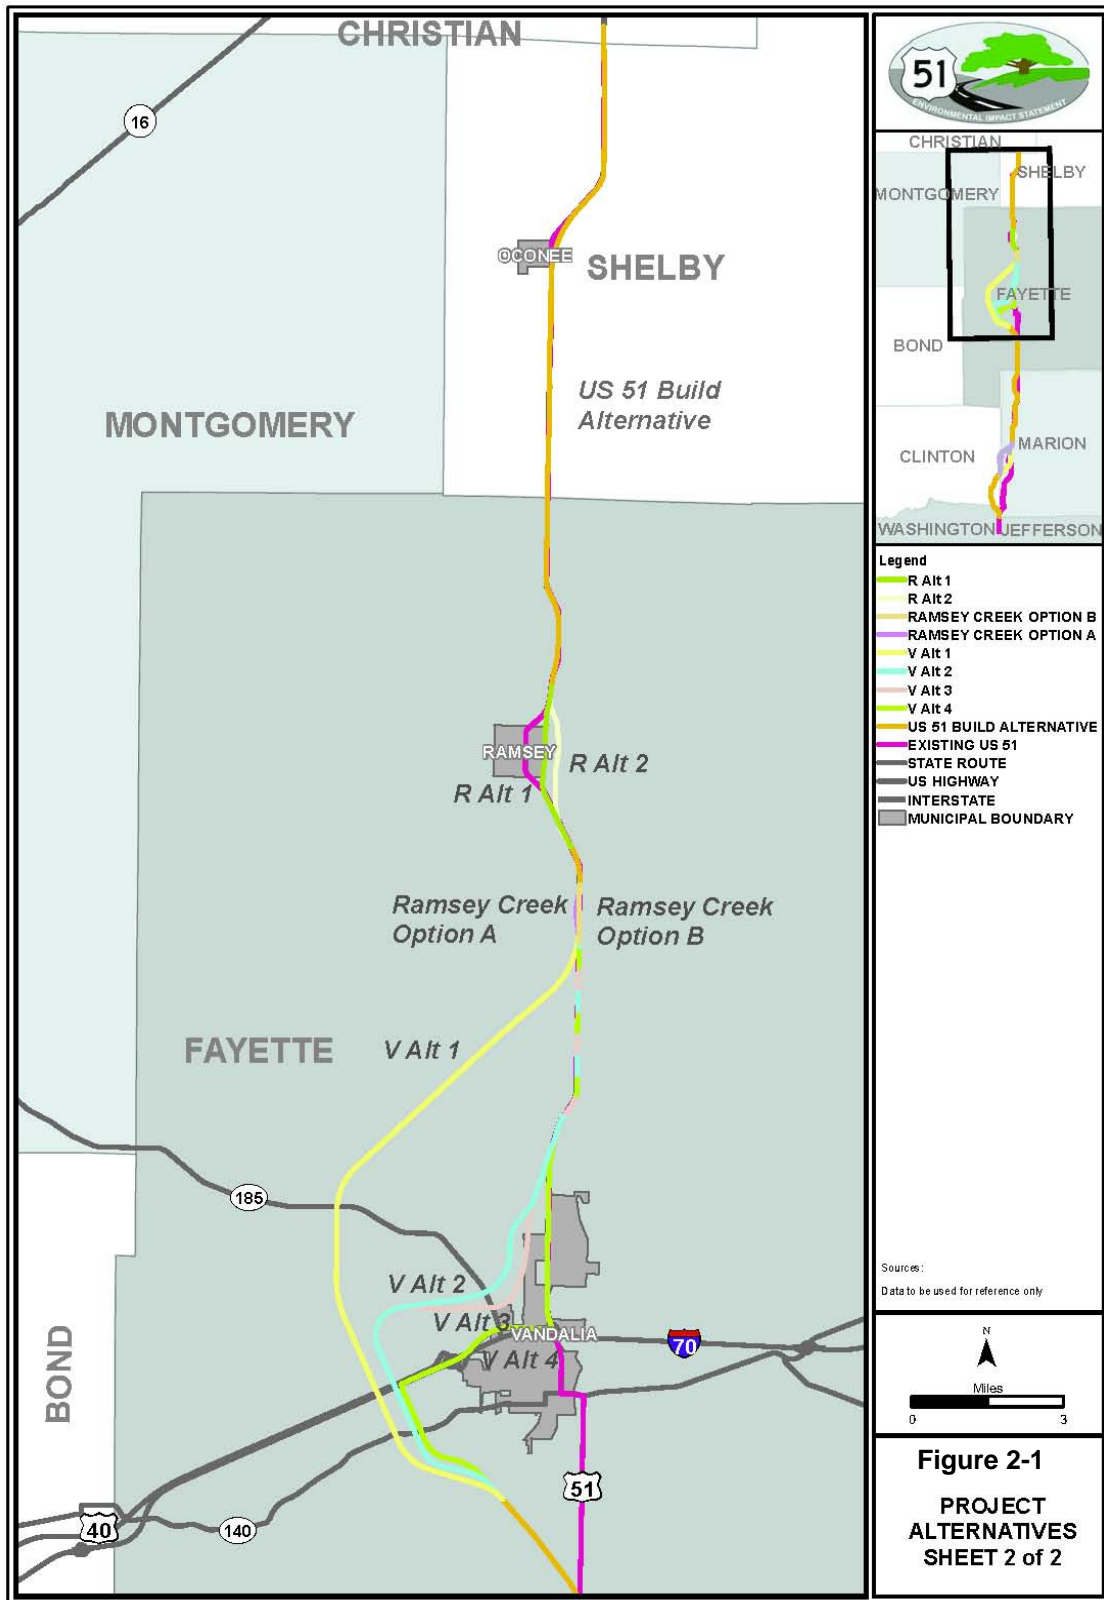 CHRISTIAN
16
OCONEE
SHELBY
US 51 Build
Alternative
MONTGOMERY
RAMSEY
R Alt 2
R Alt 1
Ramsey Creek
Option A
Ramsey Creek
Option B
FAYETTE
V Alt 1
185
V Alt 2
V Alt 3
VANDALIA
70
V Alt 4
BOND
51
40
140
51
ENVIRONMENTAL IMPACT STATEMENT
CHRISTIAN
SHELBY
MONTGOMERY
FAYETTE
BOND
MARION
CLINTON
WASHINGTON
JEFFERSON
Legend
R Alt 1
R Alt 2
RAMSEY CREEK OPTION B
RAMSEY CREEK OPTION A
V Alt 1
V Alt 2
V Alt 3
V Alt 4
US 51 BUILD ALTERNATIVE
EXISTING US 51
STATE ROUTE
US HIGHWAY
INTERSTATE
MUNICIPAL BOUNDARY
Sources:
Data to be used for reference only
N
Miles
0 3
Figure 2-1
PROJECT
ALTERNATIVES
SHEET 2 of 2